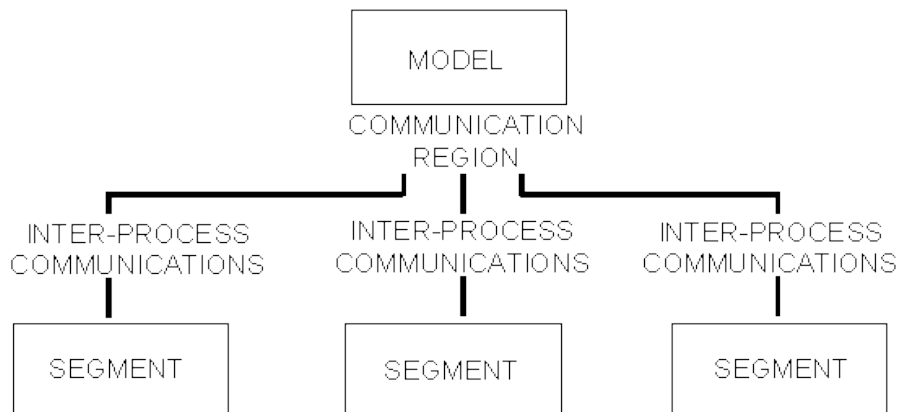 MODEL
COMMUNICATION
REGION
INTER-PROCESS
COMMUNICATIONS
INTER-PROCESS
COMMUNICATIONS
INTER-PROCESS
COMMUNICATIONS
SEGMENT
SEGMENT
SEGMENT